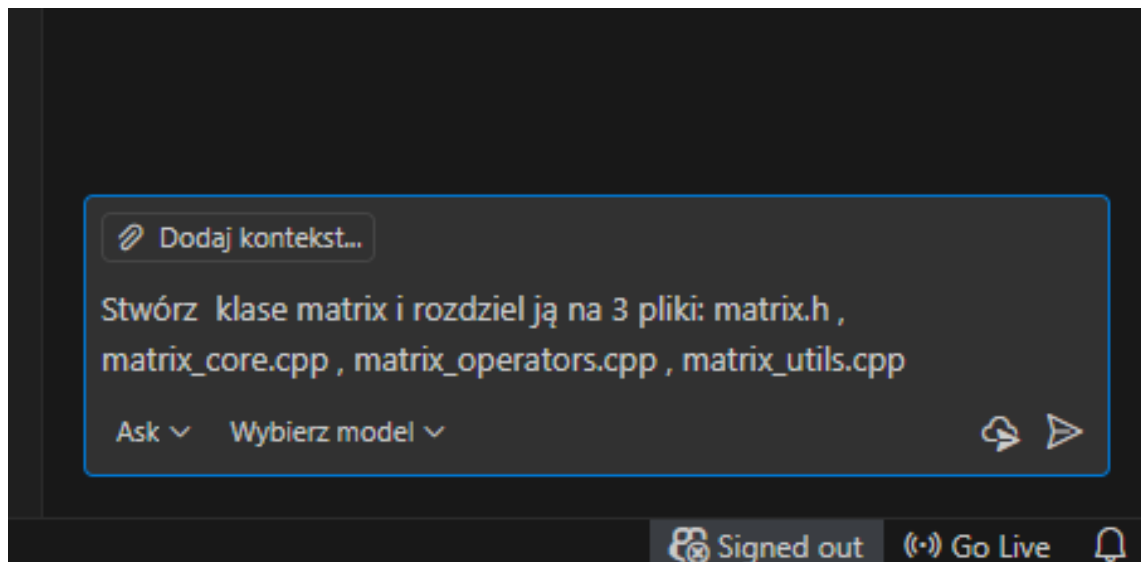 Dodaj kontekst...
Stwórz  klase matrix i rozdziel ją na 3 pliki: matrix.h ,
matrix_core.cpp , matrix_operators.cpp , matrix_utils.cpp
Ask Wybierz model
Signed out Go Live